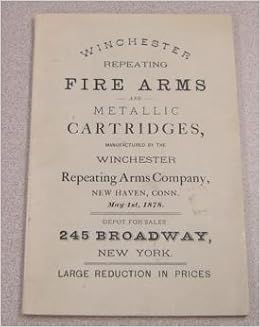 WINCHESTER
REPEATING
FIRE ARMS
AND
METALLIC
CARTRIDGES,
MANUFACTURED BY THE
WINCHESTER
Repeating Arms Company,
NEW HAVEN, CONN.
May 1st, 1878.
DEPOT FOR SALES
245 BROADWAY,
NEW YORK.
LARGE REDUCTION IN PRICES